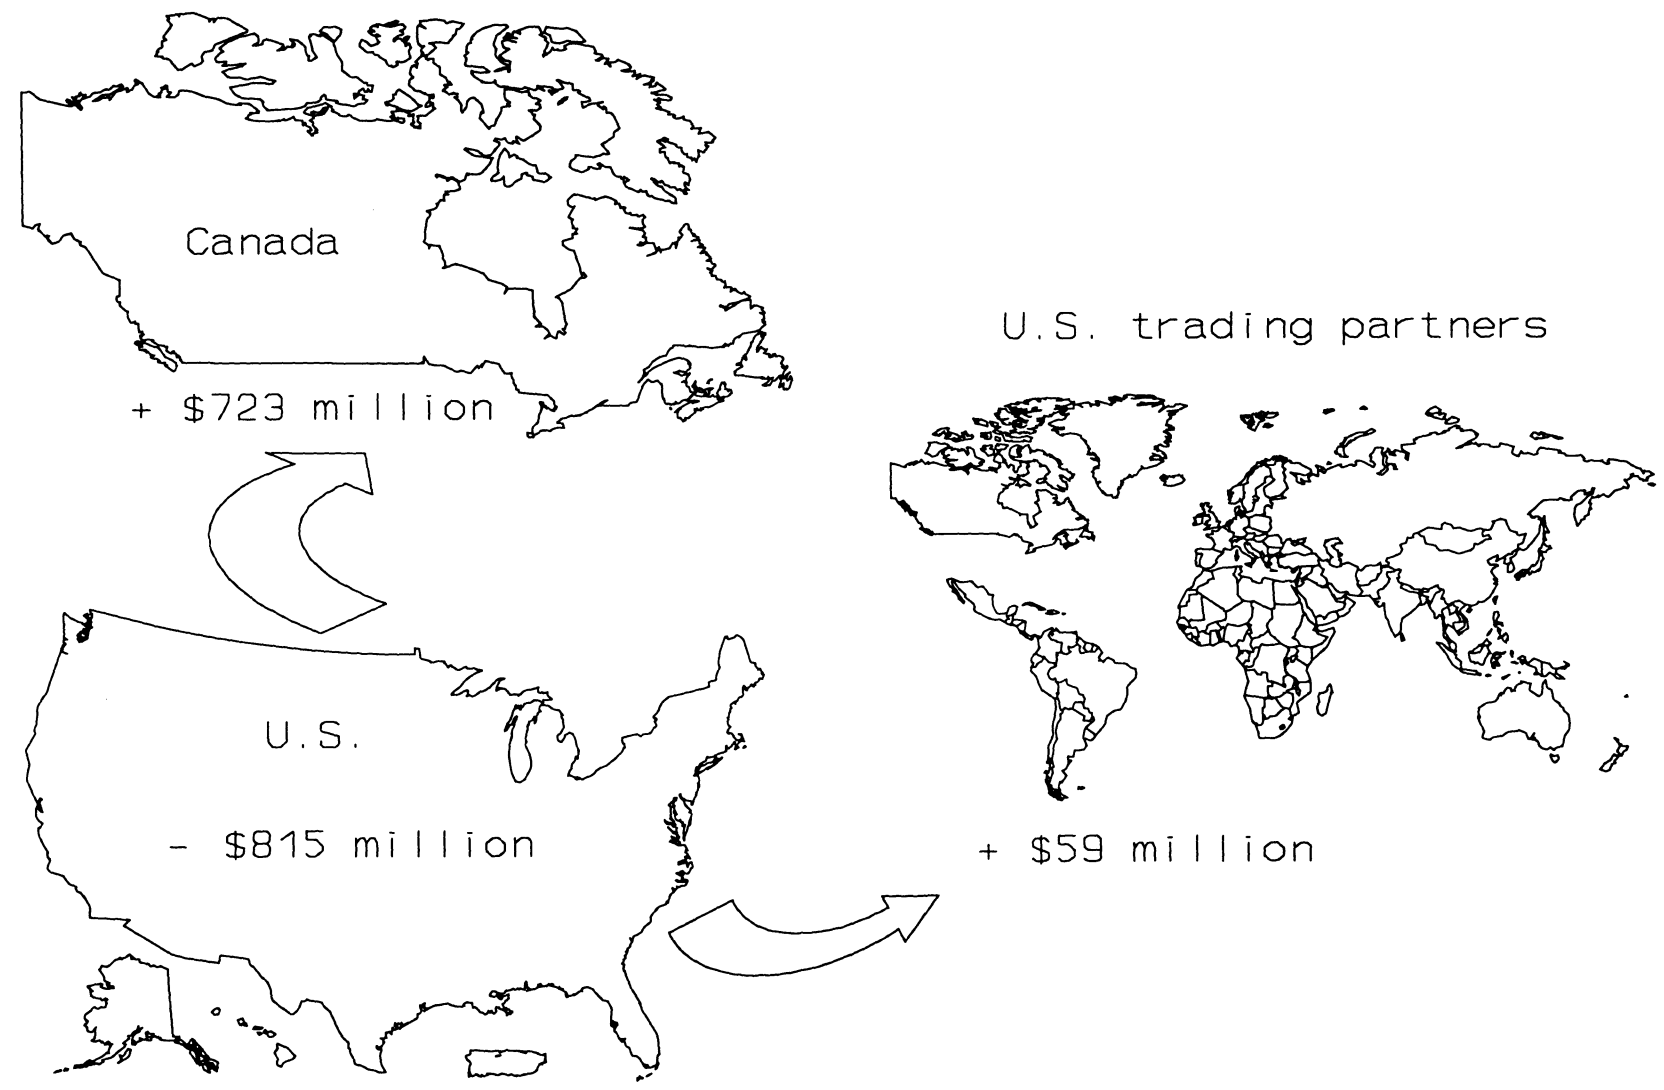 Canada
+ $723 million
U.S. trading partners
U.S.
- $815 million
+ $59 million